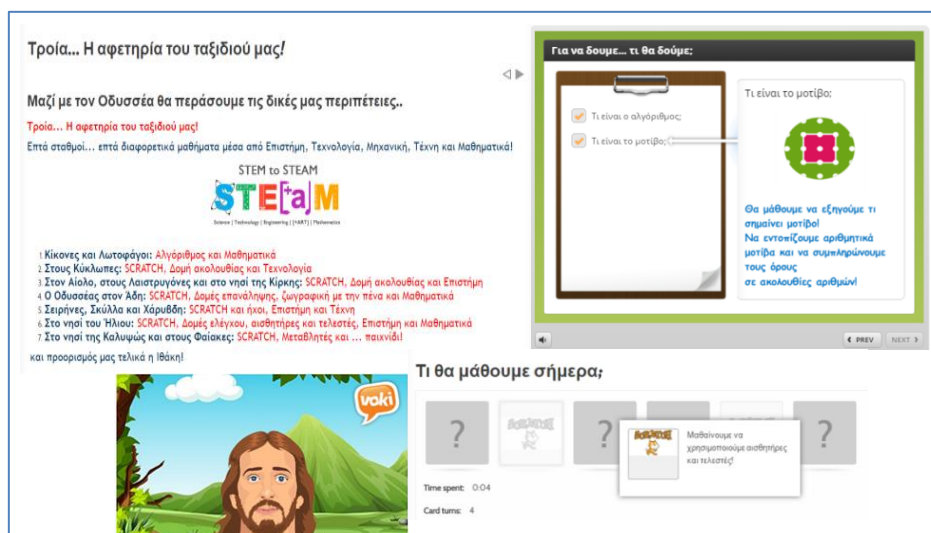 Τροία... Η αφετηρία του ταξιδιού μας!
Μαζί με τον Οδυσσέα θα περάσουμε τις δικές μας περιπέτειες..
Τροία... Η αφετηρία του ταξιδιού μας!
Επτά σταθμοί... επτά διαφορετικά μαθήματα μέσα από Επιστήμη, Τεχνολογία, Μηχανική, Τέχνη και Μαθηματικά!
STEM to STEAM
STE[+a]M
Science | Technology | Engineering | [+ART] | Mathematics
1. Κίκονες και Λωτοφάγοι: Αλγόριθμος και Μαθηματικά
2. Στους Κύκλωπες: SCRATCH, Δομή ακολουθίας και Τεχνολογία
3. Στον Αίολο, στους Λαιστρυγόνες και στο νησί της Κίρκης: SCRATCH, Δομή ακολουθίας και Επιστήμη
4. Ο Οδυσσέας στον Άδη: SCRATCH, Δομές επανάληψης, ζωγραφική με την πένα και Μαθηματικά
5. Σειρήνες, Σκύλλα και Χάρυβδη: SCRATCH και ήχοι, Επιστήμη και Τέχνη
6. Στο νησί του Ήλιου: SCRATCH, Δομές ελέγχου, αισθητήρες και τελεστές, Επιστήμη και Μαθηματικά
7. Στο νησί της Καλυψώς και στους Φαίακες: SCRATCH, Μεταβλητές και ... παιχνίδι!
και προορισμός μας τελικά η Ιθάκη!
Για να δουμε... τι θα δούμε;
Τι είναι ο αλγόριθμος;
Τι είναι το μοτίβο;
Τι είναι το μοτίβο;
Θα μάθουμε να εξηγούμε τι
σημαίνει μοτίβο!
Να εντοπίζουμε αριθμητικά
μοτίβα και να συμπληρώνουμε
τους όρους
σε ακολουθίες αριθμών!
PREV
NEXT
voki
Τι θα μάθουμε σήμερα;
?
SCRATCH
?
?
SCRATCH
Μαθαίνουμε να
χρησιμοποιούμε αισθητήρες
και τελεστές!
Time spent: 0:04
Card turns: 4